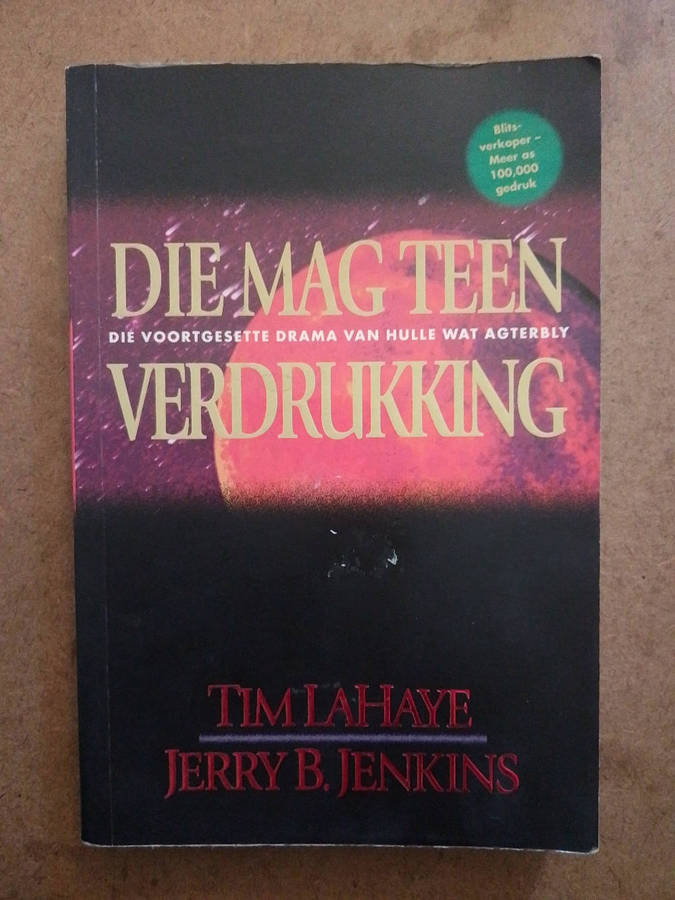 Blits-
verkoper –
Meer as
100,000
gedruk
DIE MAG TEEN
DIE VOORTGESETTE DRAMA VAN HULLE WAT AGTERBLY
VERDRUKKING
TIM LAHAYE
JERRY B. JENKINS